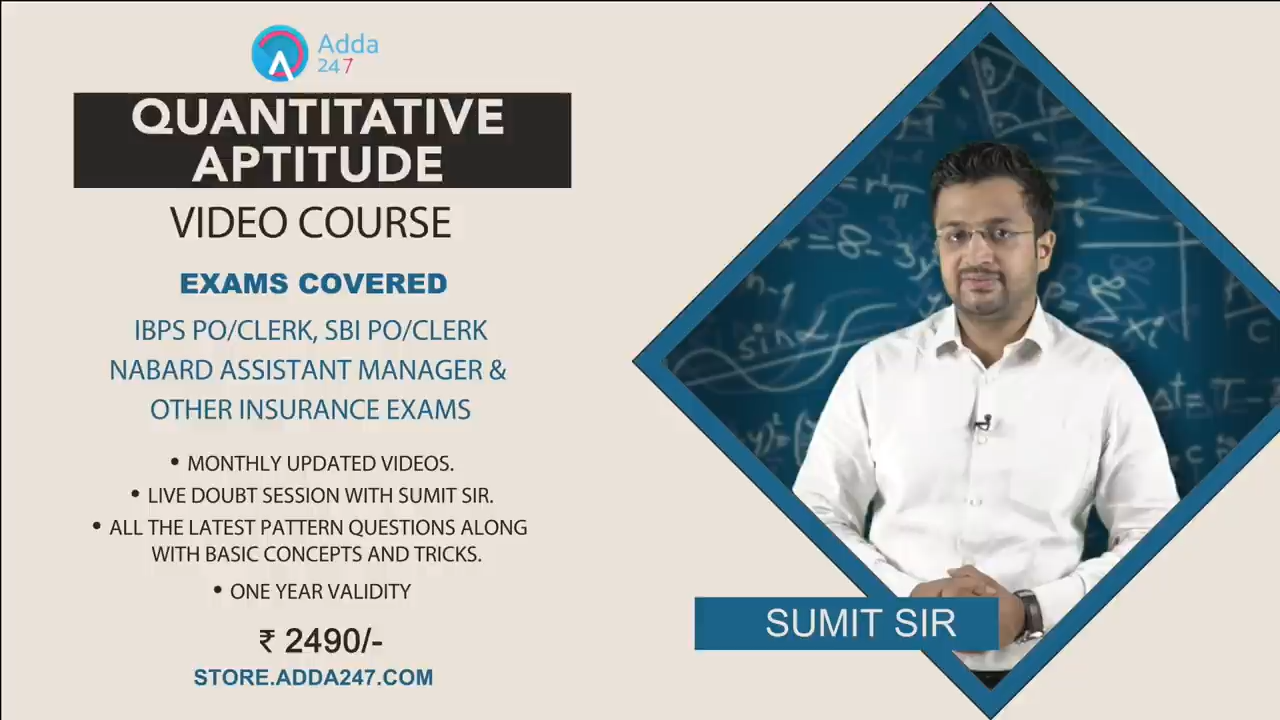 Adda
247
QUANTITATIVE
APTITUDE
VIDEO COURSE
EXAMS COVERED
IBPS PO/CLERK, SBI PO/CLERK
NABARD ASSISTANT MANAGER &
OTHER INSURANCE EXAMS
• MONTHLY UPDATED VIDEOS.
• LIVE DOUBT SESSION WITH SUMIT SIR.
• ALL THE LATEST PATTERN QUESTIONS ALONG
WITH BASIC CONCEPTS AND TRICKS.
• ONE YEAR VALIDITY
₹ 2490/-
STORE.ADDA247.COM
sinα
SUMIT SIR